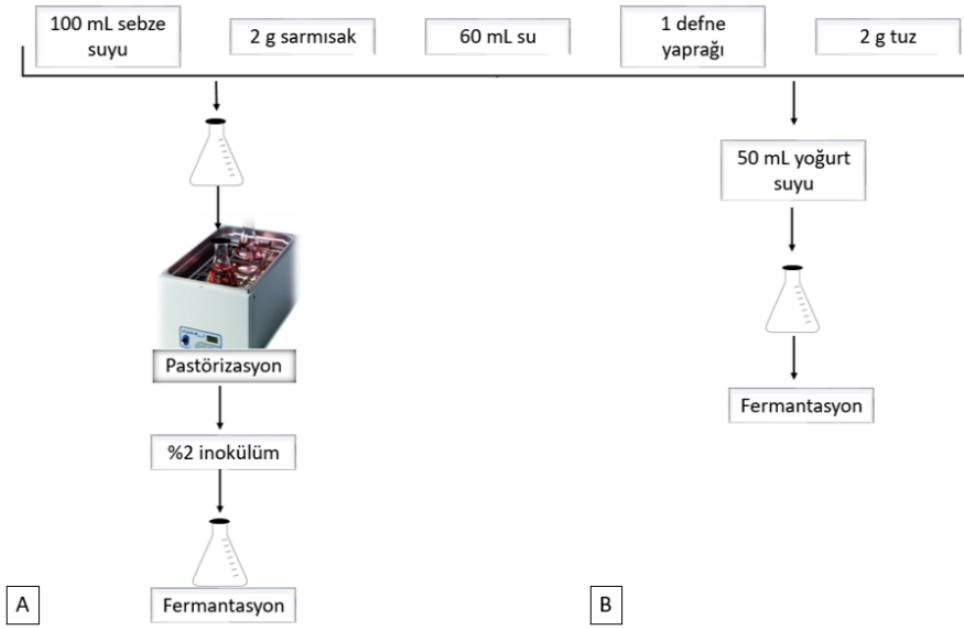 100 mL sebze
suyu
2 g sarmısak
60 mL su
1 defne
yaprağı
2 g tuz
50 mL yoğurt
suyu
Pastörizasyon
Fermantasyon
%2 inokülüm
Fermantasyon
A
B